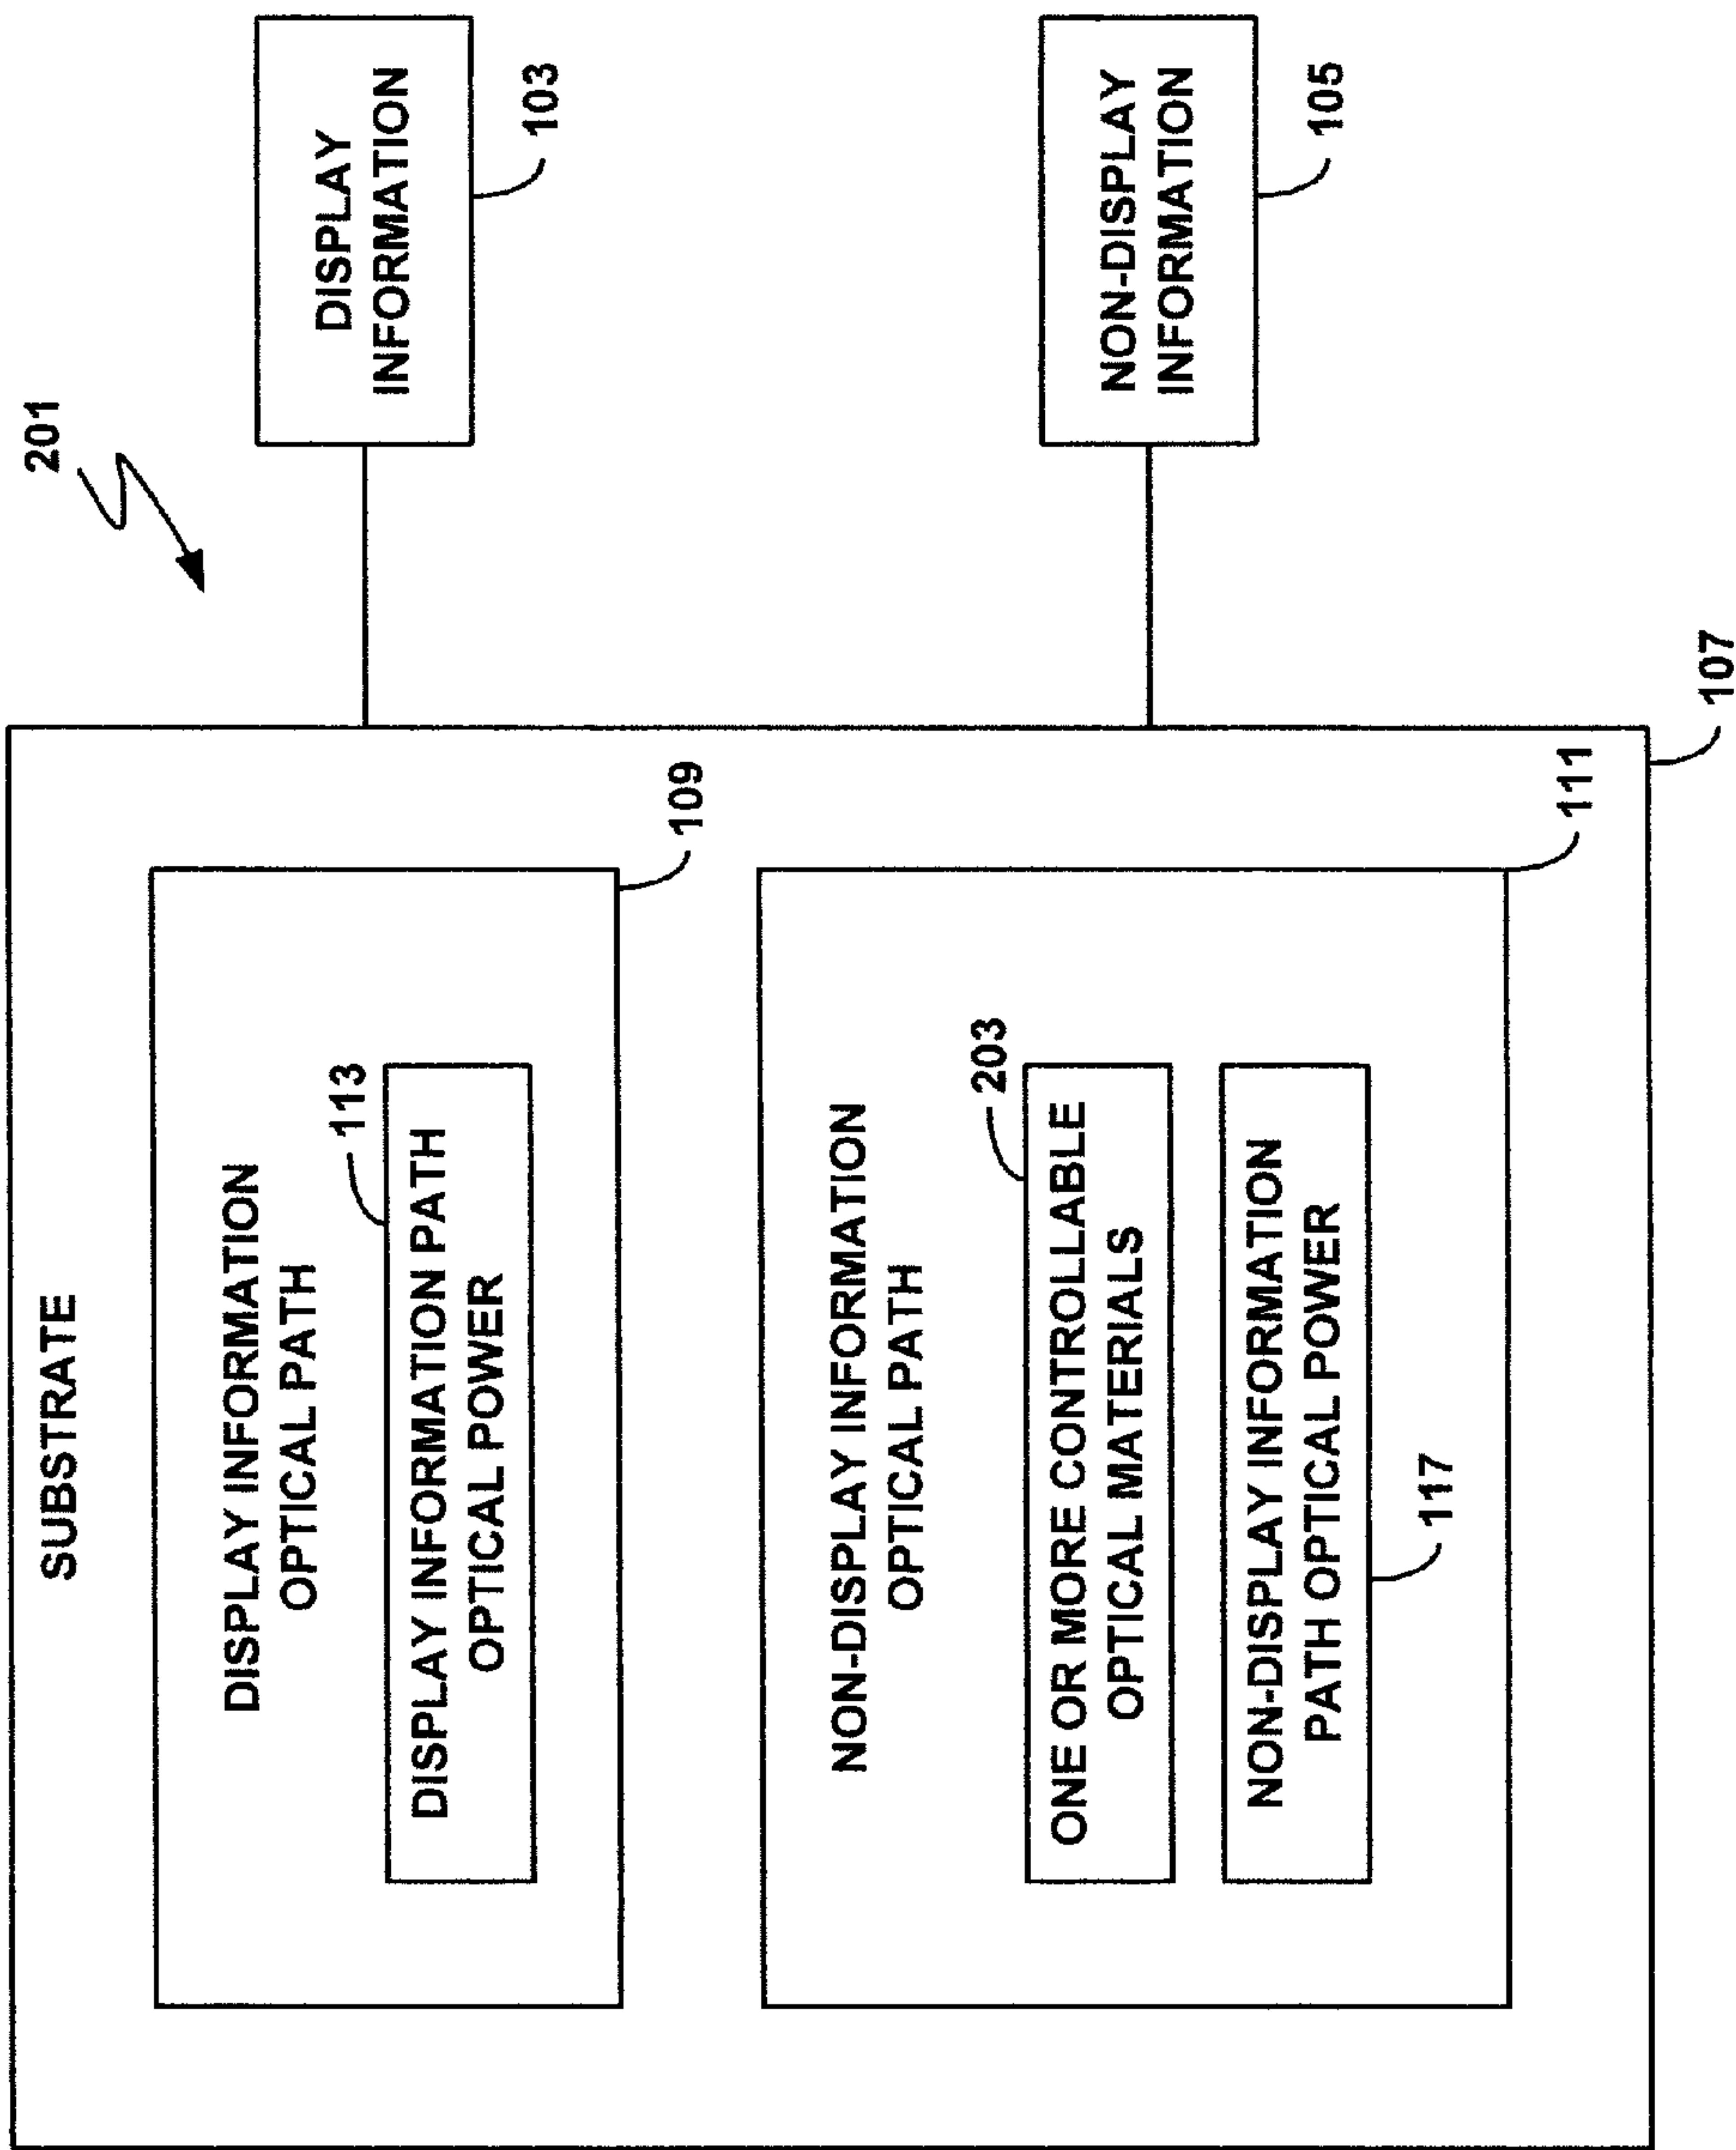 201
SUBSTRATE
DISPLAY INFORMATION
OPTICAL PATH
113
DISPLAY INFORMATION PATH
OPTICAL POWER
109
NON-DISPLAY INFORMATION
OPTICAL PATH
203
ONE OR MORE CONTROLLABLE
OPTICAL MATERIALS
NON-DISPLAY INFORMATION
PATH OPTICAL POWER
117
111
107
DISPLAY
INFORMATION
103
NON-DISPLAY
INFORMATION
105